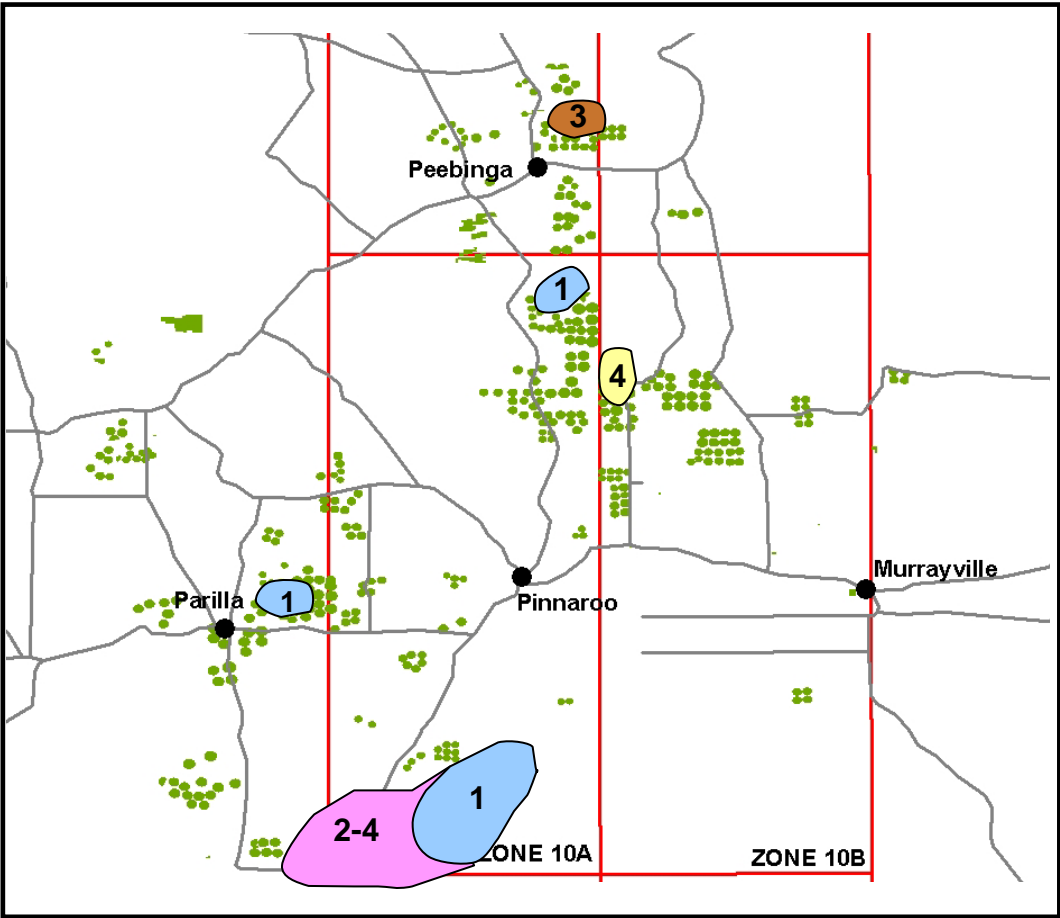 3
Peebinga
1
4
Murrayville
Parilla
1
Pinnaroo
1
2-4
ZONE 10A
ZONE 10B